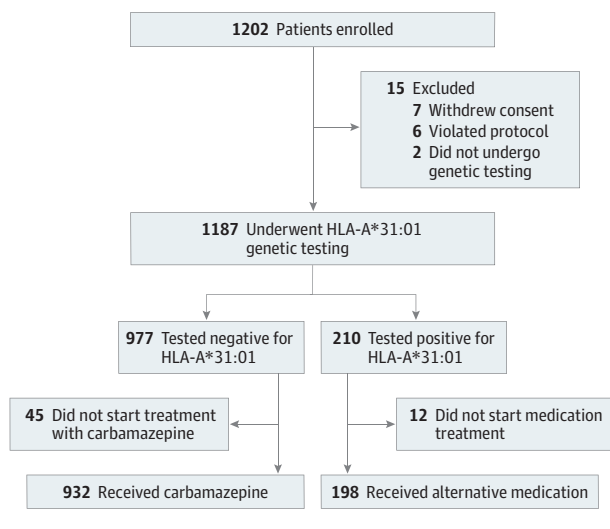 1202 Patients enrolled
15 Excluded
7 Withdrew consent
6 Violated protocol
2 Did not undergo
genetic testing
1187 Underwent HLA-A*31:01
genetic testing
977 Tested negative for
HLA-A*31:01
210 Tested positive for
HLA-A*31:01
45 Did not start treatment
with carbamazepine
12 Did not start medication
treatment
932 Received carbamazepine
198 Received alternative medication